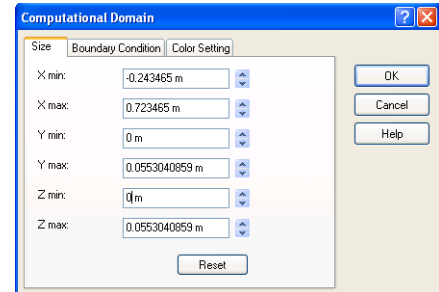 Computational Domain
Size Boundary Condition Color Setting
X min: -0.243465 m OK
X max: 0.723465 m Cancel
Y min: 0 m Help
Y max: 0.0553040859 m
Z min: 0 m
Z max: 0.0553040859 m
Reset